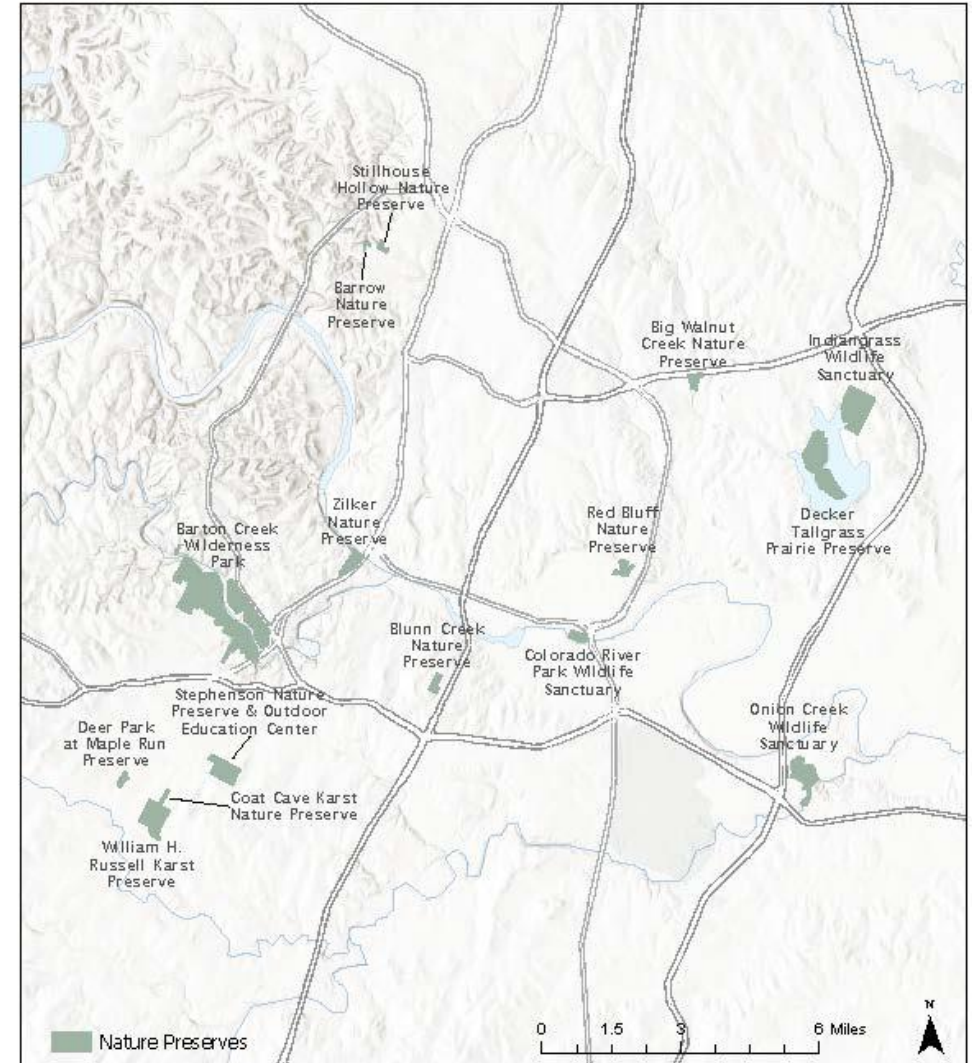 Stillhouse
Hollow Nature
Preserve
Barrow
Nature
Preserve
Big Walnut
Creek Nature
Preserve
Indiangrass
Wildlife
Sanctuary
Zilker
Nature
Preserve
Barton Creek
Wilderness
Park
Red Bluff
Nature
Preserve
Decker
Tallgrass
Prairie Preserve
Blunn Creek
Nature
Preserve
Colorado River
Park Wildlife
Sanctuary
Stephenson Nature
Preserve & Outdoor
Education Center
Onion Creek
Wildlife
Sanctuary
Deer Park
at Maple Run
Preserve
Goat Cave Karst
Nature Preserve
William H.
Russell Karst
Preserve
Nature Preserves
0 1.5 3 6 Miles
N